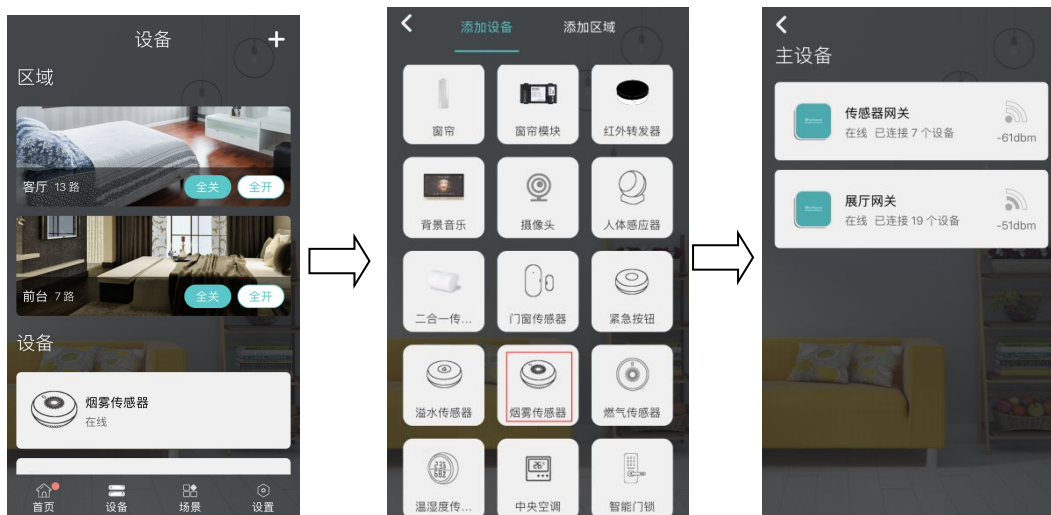 设备
区域
客厅 13 路
全关
全开
前台 7 路
全关
全开
设备
烟雾传感器
在线
首页
设备
场景
设置
添加设备
添加区域
窗帘
窗帘模块
红外转发器
背景音乐
摄像头
人体感应器
二合一传...
门窗传感器
紧急按钮
溢水传感器
烟雾传感器
燃气传感器
温湿度传...
中央空调
智能门锁
主设备
传感器网关
在线 已连接 7 个设备
-61dbm
展厅网关
在线 已连接 19 个设备
-51dbm